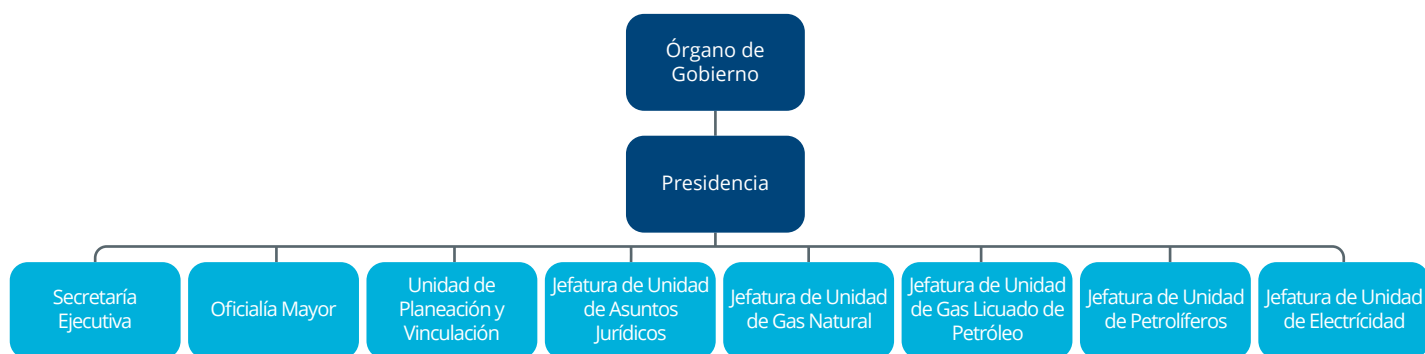 Órgano de
Gobierno
Presidencia
Secretaría
Ejecutiva
Oficialía Mayor
Unidad de
Planeación y
Vinculación
Jefatura de Unidad
de Asuntos
Jurídicos
Jefatura de Unidad
de Gas Natural
Jefatura de Unidad
de Gas Licuado de
Petróleo
Jefatura de Unidad
de Petrolíferos
Jefatura de Unidad
de Electrícidad